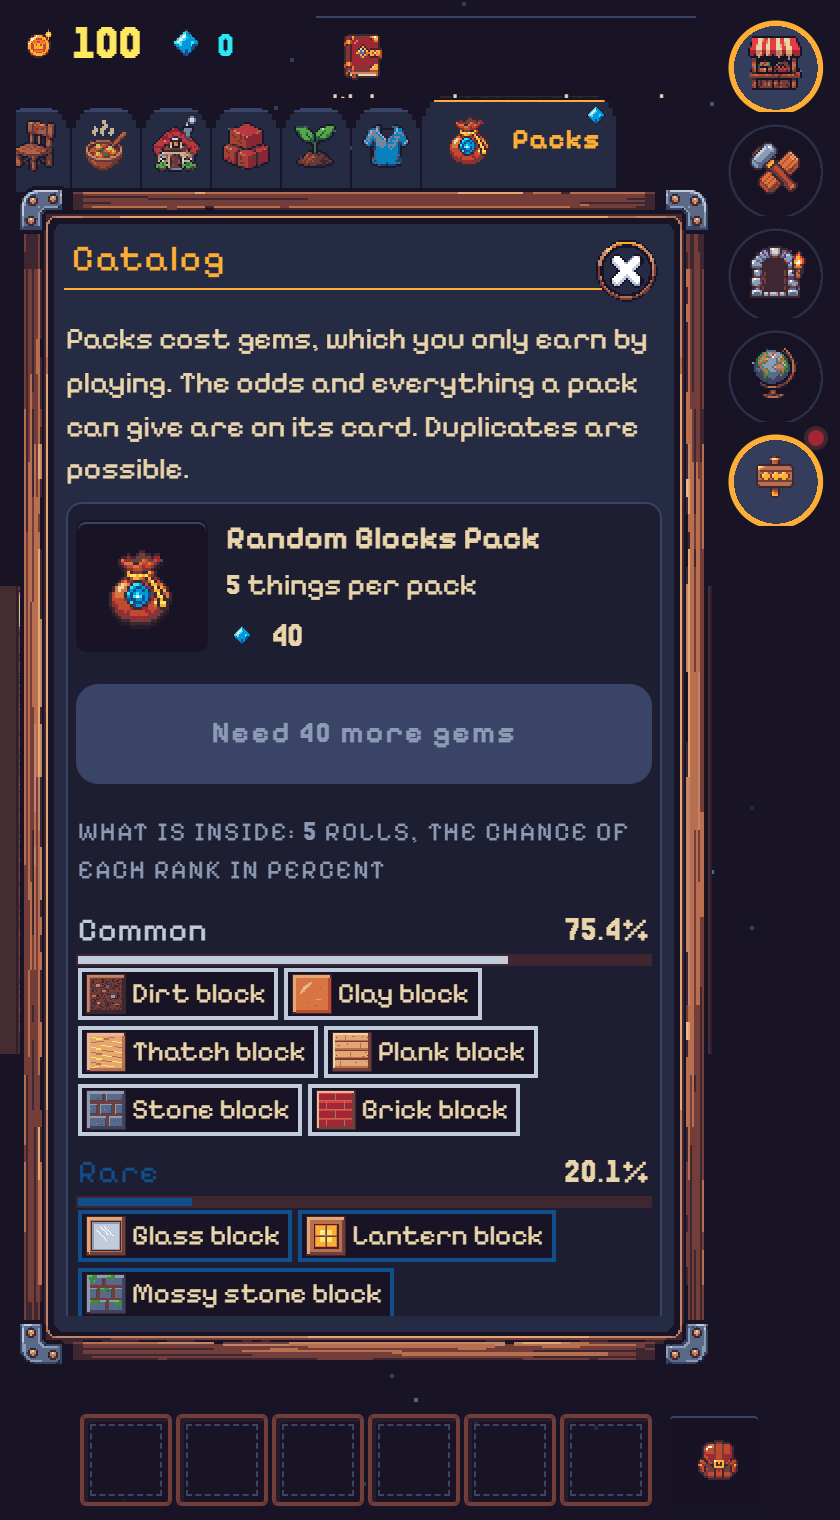 100
0
Packs
Catalog
Packs cost gems, which you only earn by
playing. The odds and everything a pack
can give are on its card. Duplicates are
possible.
Random Blocks Pack
5 things per pack
40
Need 40 more gems
WHAT IS INSIDE: 5 ROLLS, THE CHANCE OF
EACH RANK IN PERCENT
Common 75.4%
Dirt block Clay block
Thatch block Plank block
Stone block Brick block
Rare 20.1%
Glass block Lantern block
Mossy stone block